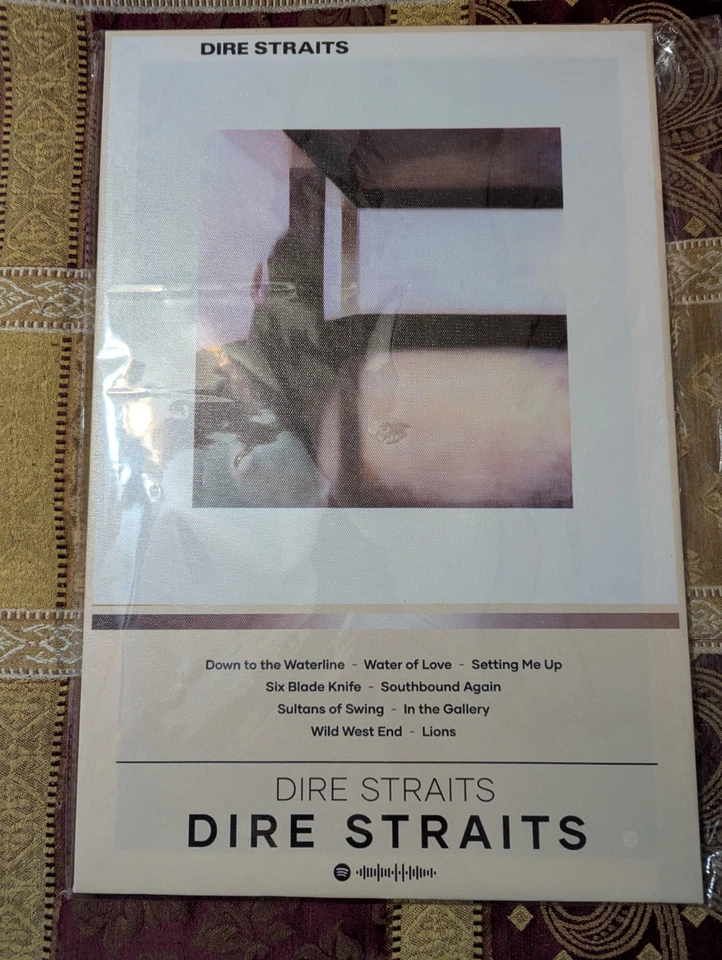 DIRE STRAITS
Down to the Waterline - Water of Love - Setting Me Up
Six Blade Knife - Southbound Again
Sultans of Swing - In the Gallery
Wild West End - Lions
DIRE STRAITS
DIRE STRAITS